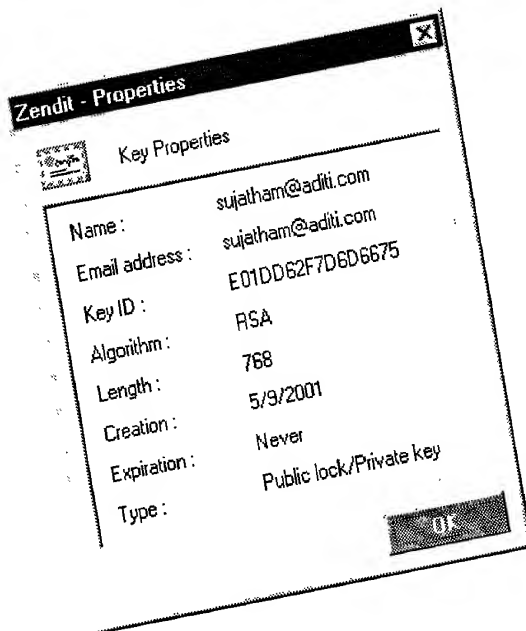 Zendit - Properties
Key Properties
Name : sujatham@aditi.com
Email address : sujatham@aditi.com
Key ID : E01DD62F7D6D6675
Algorithm : RSA
Length : 768
Creation : 5/9/2001
Expiration : Never
Type : Public lock/Private key
OK